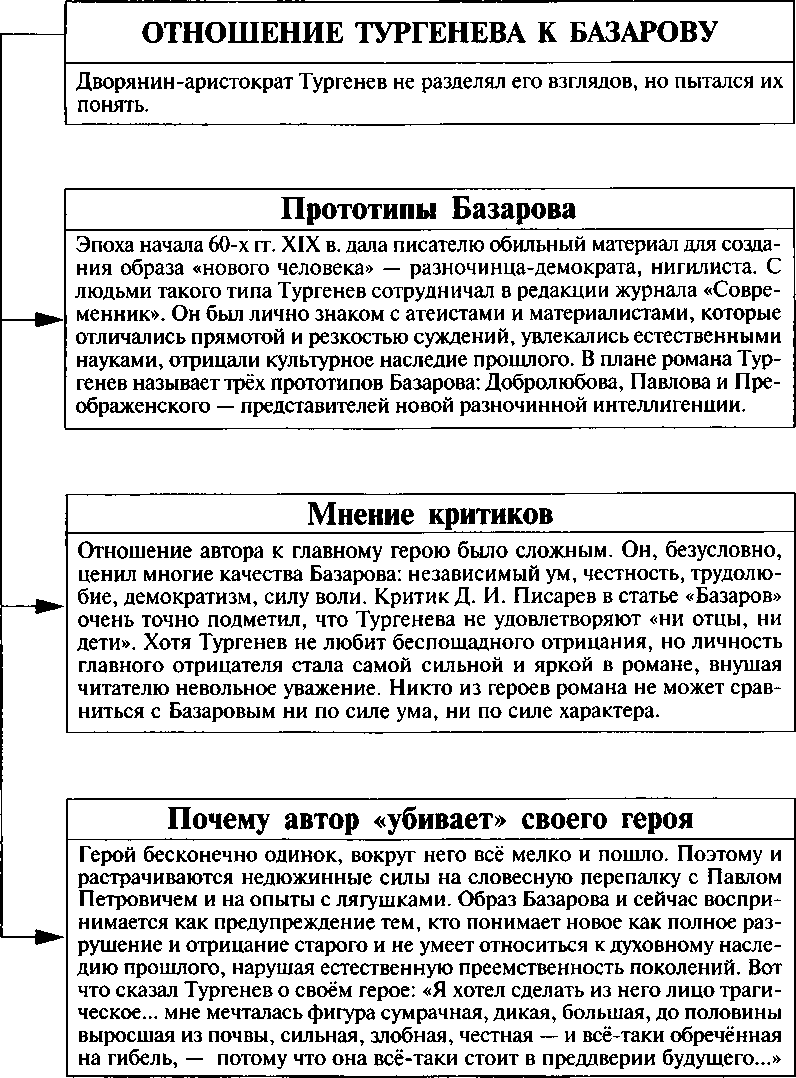 ОТНОШЕНИЕ ТУРГЕНЕВА К БАЗАРОВУ
Дворянин-аристократ Тургенев не разделял его взглядов, но пытался их
понять.
Прототипы Базарова
Эпоха начала 60-х гг. XIX в. дала писателю обильный материал для созда-
ния образа «нового человека» — разночинца-демократа, нигилиста. С
людьми такого типа Тургенев сотрудничал в редакции журнала «Совре-
менник». Он был лично знаком с атеистами и материалистами, которые
отличались прямотой и резкостью суждений, увлекались естественными
науками, отрицали культурное наследие прошлого. В плане романа Тур-
генев называет трёх прототипов Базарова: Добролюбова, Павлова и Пре-
ображенского — представителей новой разночинной интеллигенции.
Мнение критиков
Отношение автора к главному герою было сложным. Он, безусловно,
ценил многие качества Базарова: независимый ум, честность, трудолю-
бие, демократизм, силу воли. Критик Д. И. Писарев в статье «Базаров»
очень точно подметил, что Тургенева не удовлетворяют «ни отцы, ни
дети». Хотя Тургенев не любит беспощадного отрицания, но личность
главного отрицателя стала самой сильной и яркой в романе, внушая
читателю невольное уважение. Никто из героев романа не может срав-
ниться с Базаровым ни по силе ума, ни по силе характера.
Почему автор «убивает» своего героя
Герой бесконечно одинок, вокруг него всё мелко и пошло. Поэтому и
растрачиваются недюжинные силы на словесную перепалку с Павлом
Петровичем и на опыты с лягушками. Образ Базарова и сейчас воспри-
нимается как предупреждение тем, кто понимает новое как полное раз-
рушение и отрицание старого и не умеет относиться к духовному насле-
дию прошлого, нарушая естественную преемственность поколений. Вот
что сказал Тургенев о своём герое: «Я хотел сделать из него лицо траги-
ческое... мне мечталась фигура сумрачная, дикая, большая, до половины
выросшая из почвы, сильная, злобная, честная — и всё-таки обречённая
на гибель, — потому что она всё-таки стоит в преддверии будущего...»